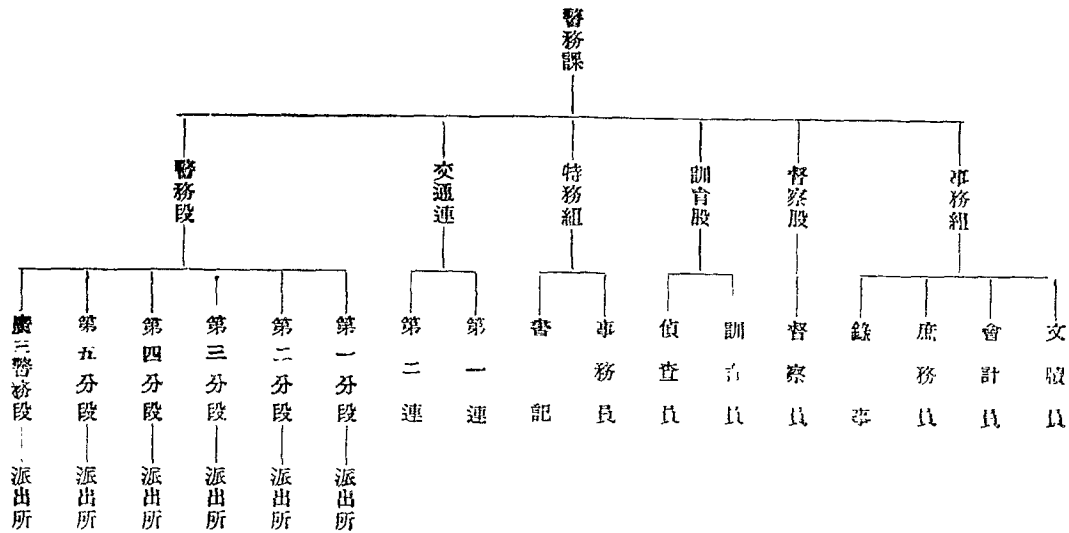 警務課
事務組
督察股
訓育股
特務組
交通連
警務段
文牘員
會計員
庶務員
錄事
督察員
訓育員
偵查員
事務員
書記
第一連
第二連
第一分段
第二分段
第三分段
第四分段
第五分段
廣三警務段
派出所
派出所
派出所
派出所
派出所
派出所